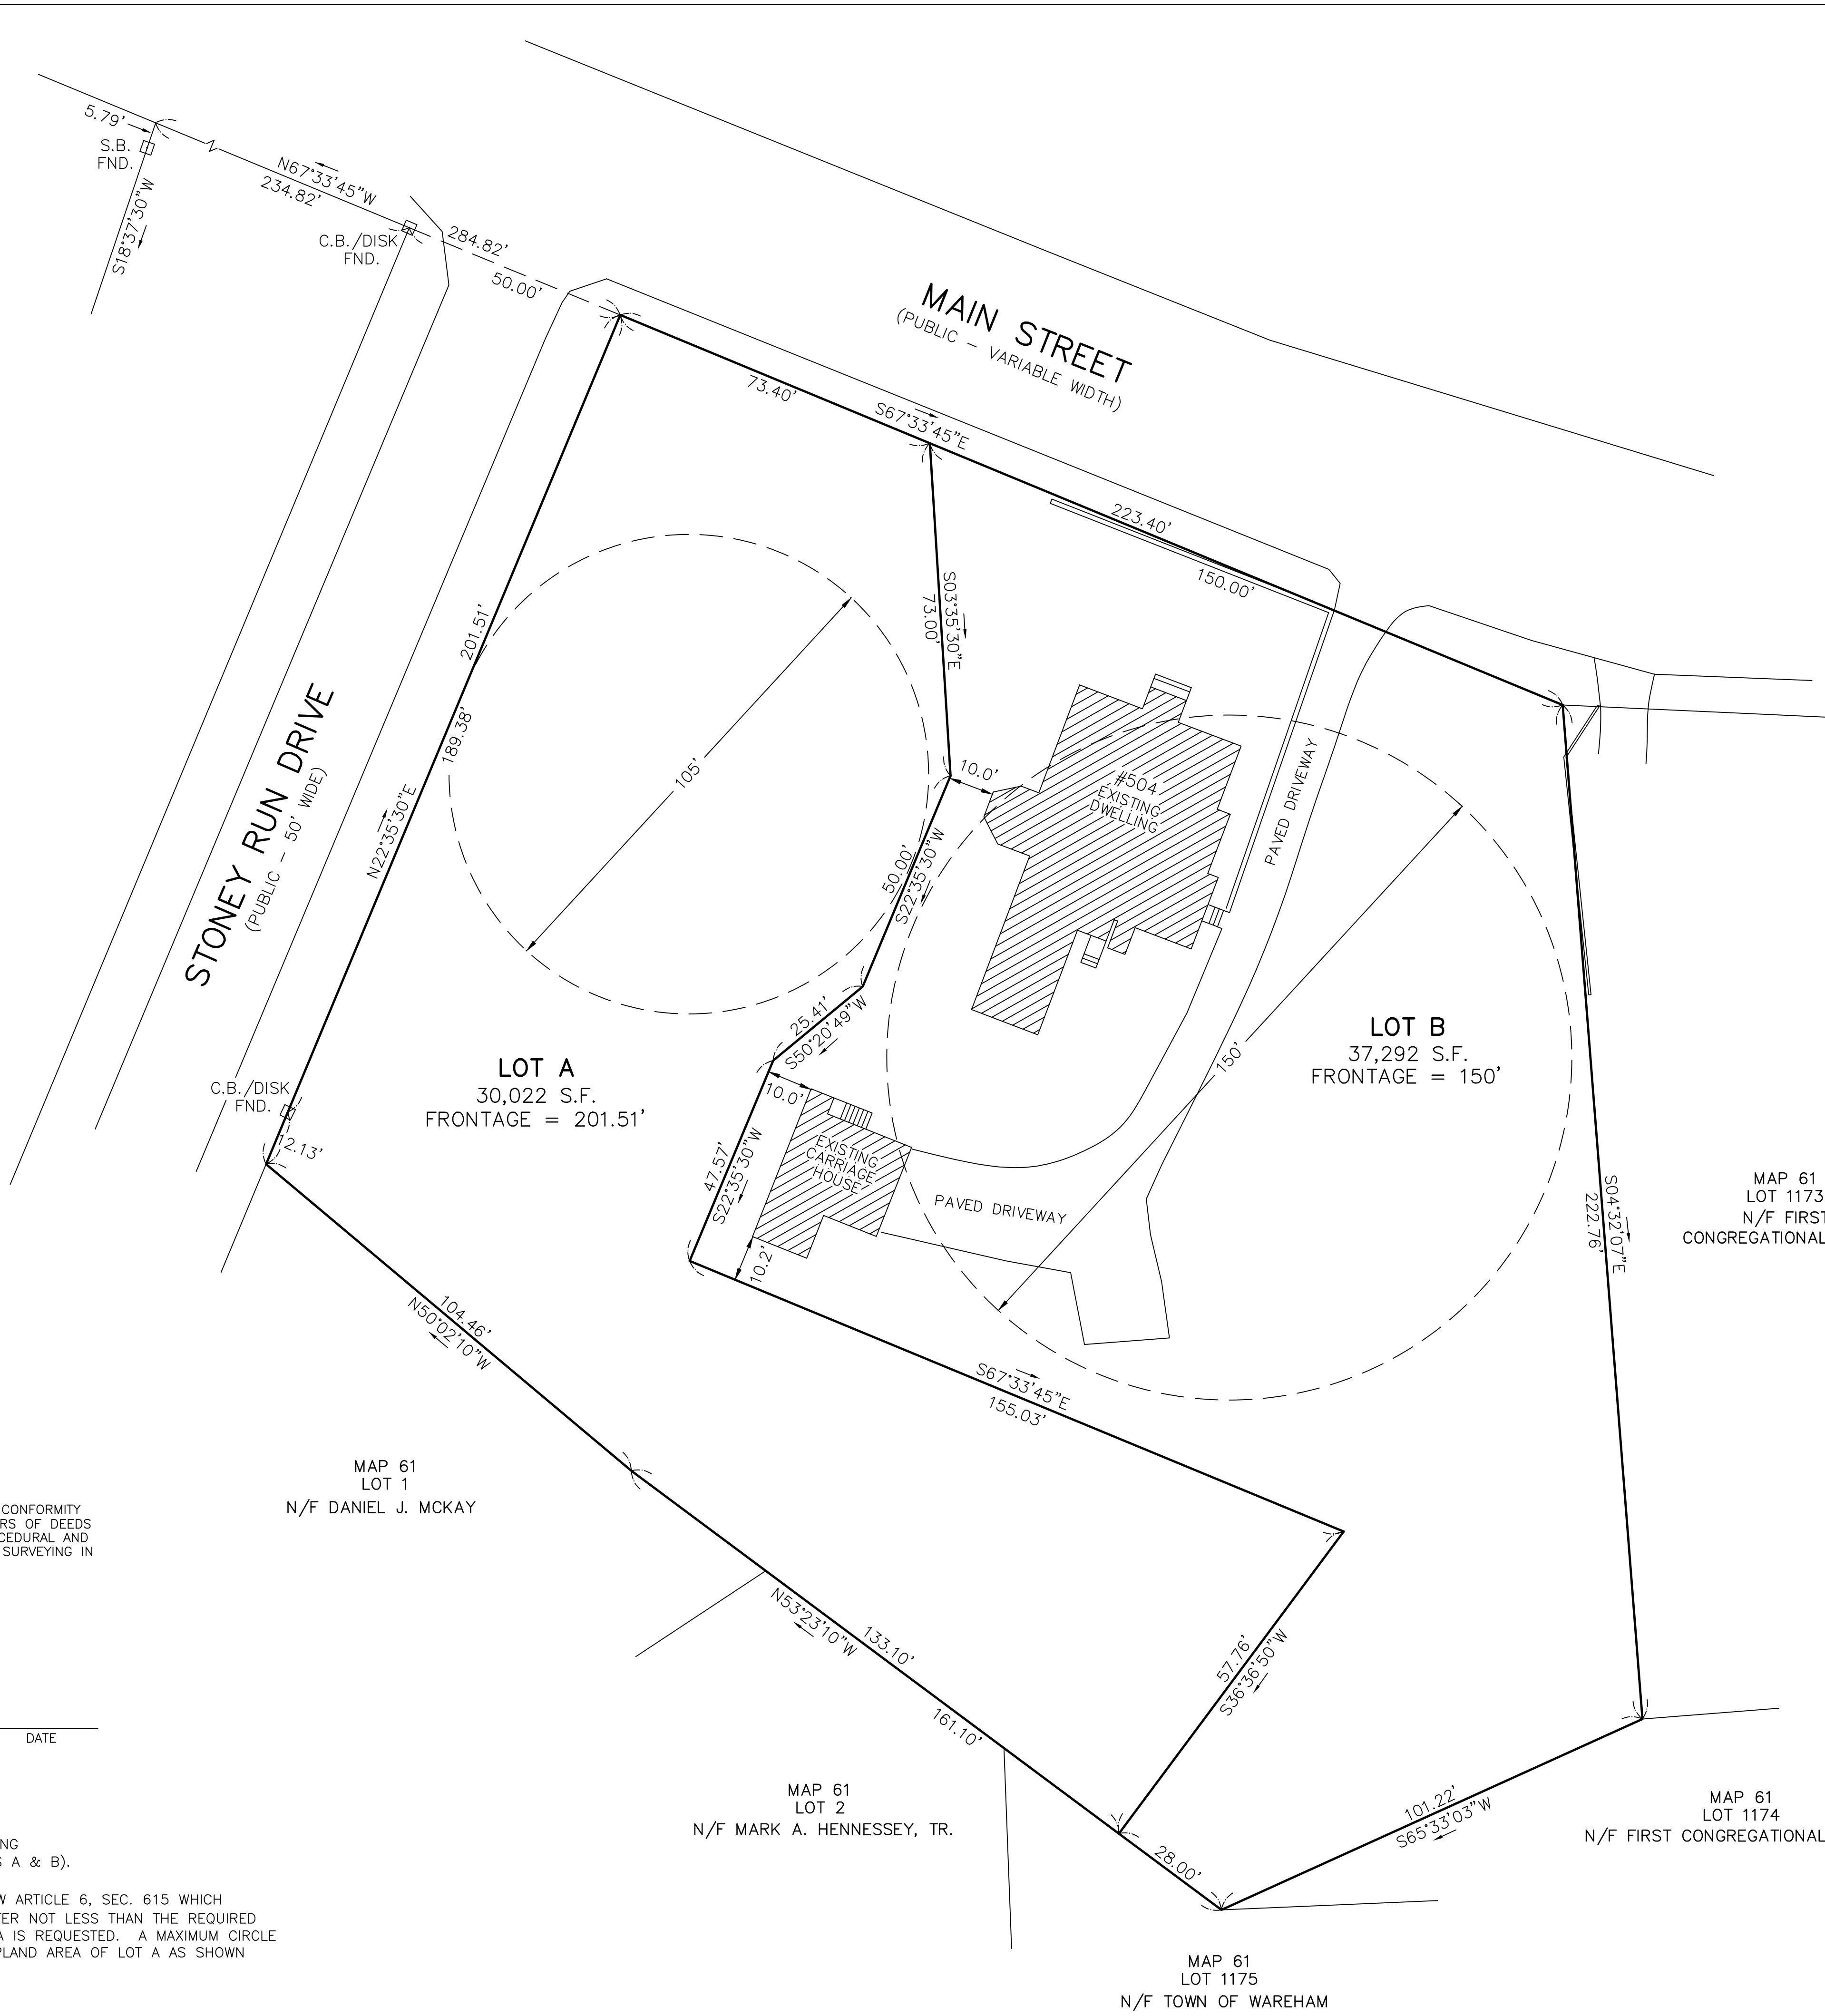 5.79'
S.B.
FND.
S18°37'30"W
N67°33'45"W
234.82'
C.B./DISK
FND.
284.82'
50.00'
MAIN STREET
(PUBLIC - VARIABLE WIDTH)
73.40'
S67°33'45"E
223.40'
150.00'
S03°35'30"E
73.00'
201.51'
189.38'
N22°35'30"E
STONEY RUN DRIVE
(PUBLIC - 50' WIDE)
105'
10.0'
#504
EXISTING
DWELLING
PAVED DRIVEWAY
50.00'
S22°35'30"W
25.41'
S50°20'49"W
LOT A
30,022 S.F.
FRONTAGE = 201.51'
LOT B
37,292 S.F.
FRONTAGE = 150'
150'
C.B./DISK
FND.
12.13'
10.0'
EXISTING
CARRIAGE
HOUSE
47.57'
S22°35'30"W
10.2'
PAVED DRIVEWAY
S04°32'07"E
222.76'
MAP 61
LOT 1173
N/F FIRST
CONGREGATIONAL
104.46'
N50°02'10"W
S67°33'45"E
155.03'
MAP 61
LOT 1
N/F DANIEL J. MCKAY
CONFORMITY
RS OF DEEDS
CEDURAL AND
SURVEYING IN
N53°23'10"W
133.10'
161.10'
57.76'
S36°36'50"W
DATE
MAP 61
LOT 2
N/F MARK A. HENNESSEY, TR.
101.22'
S65°33'03"W
MAP 61
LOT 1174
N/F FIRST CONGREGATIONAL
28.00'
NG
S A & B).
W ARTICLE 6, SEC. 615 WHICH
TER NOT LESS THAN THE REQUIRED
A IS REQUESTED. A MAXIMUM CIRCLE
PLAND AREA OF LOT A AS SHOWN
MAP 61
LOT 1175
N/F TOWN OF WAREHAM